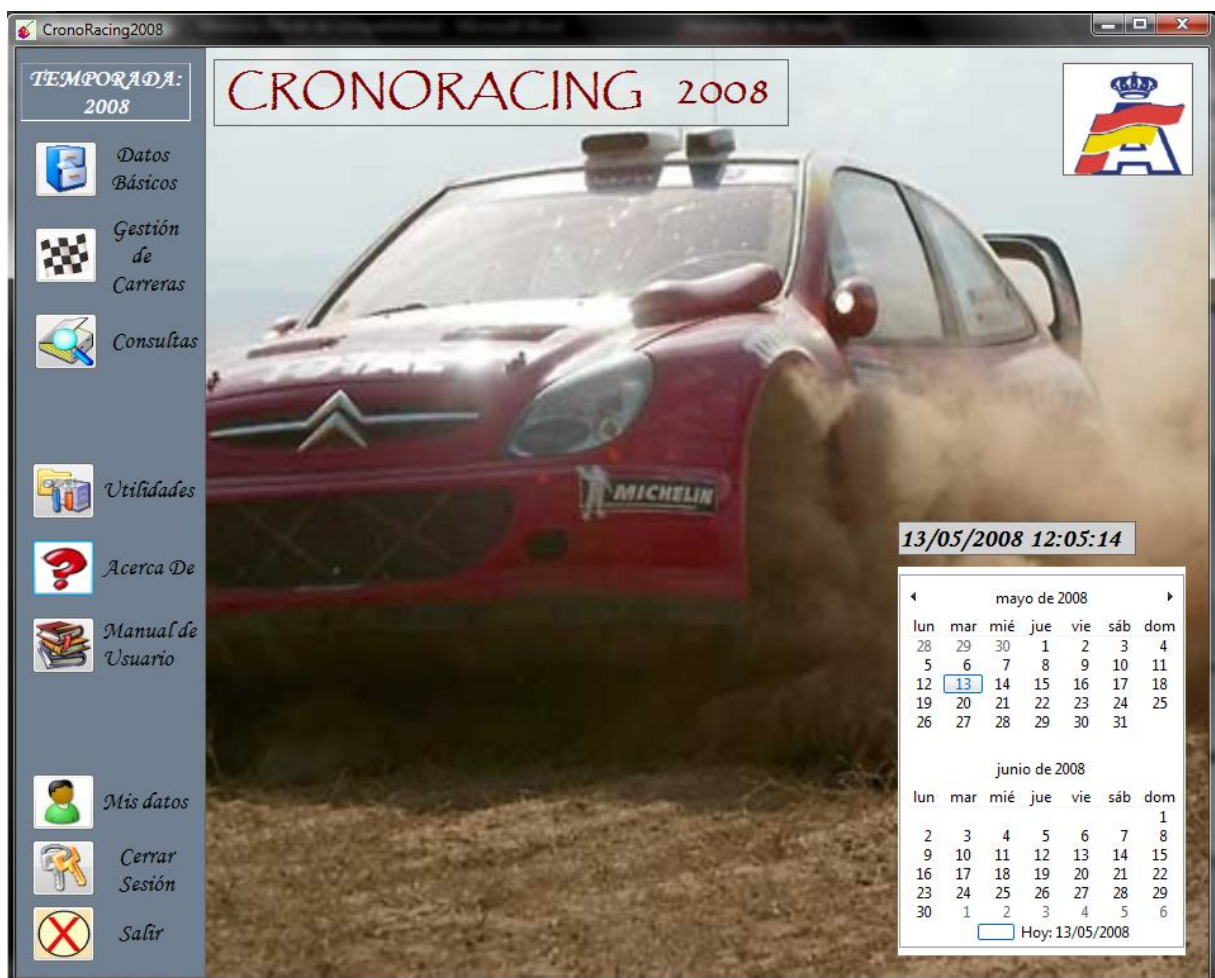 CronoRacing2008
TEMPORADA:
2008
CRONORACING 2008
Datos
Básicos
Gestión
de
Carreras
Consultas
Utilidades
Acerca De
Manual de
Usuario
Mis datos
Cerrar
Sesión
Salir
MICHELIN
13/05/2008 12:05:14
mayo de 2008
lun mar mié jue vie sáb dom
28 29 30 1 2 3 4
5 6 7 8 9 10 11
12 13 14 15 16 17 18
19 20 21 22 23 24 25
26 27 28 29 30 31
junio de 2008
lun mar mié jue vie sáb dom
1
2 3 4 5 6 7 8
9 10 11 12 13 14 15
16 17 18 19 20 21 22
23 24 25 26 27 28 29
30 1 2 3 4 5 6
Hoy: 13/05/2008